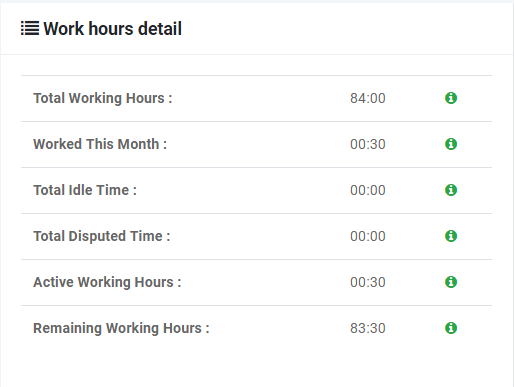 Work hours detail
Total Working Hours : 84:00
Worked This Month : 00:30
Total Idle Time : 00:00
Total Disputed Time : 00:00
Active Working Hours : 00:30
Remaining Working Hours : 83:30